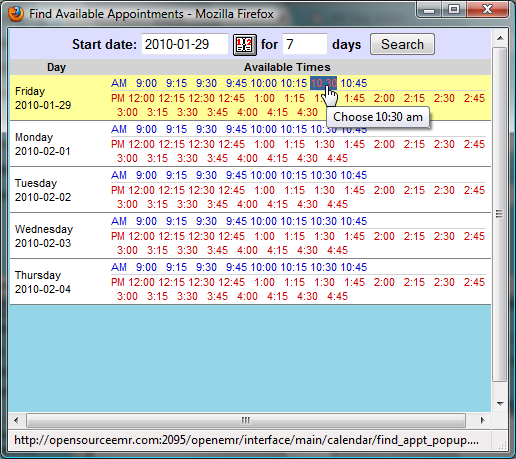 Find Available Appointments - Mozilla Firefox
Start date: 2010-01-29 for 7 days Search
Day Available Times
Friday
2010-01-29
AM 9:00 9:15 9:30 9:45 10:00 10:15 10:30 10:45
PM 12:00 12:15 12:30 12:45 1:00 1:15 2:00 2:15 2:30 2:45
3:00 3:15 3:30 3:45 4:00 4:15 4:30
Choose 10:30 am
Monday
2010-02-01
AM 9:00 9:15 9:30 9:45 10:00 10:15 10:30 10:45
PM 12:00 12:15 12:30 12:45 1:00 1:15 1:30 1:45 2:00 2:15 2:30 2:45
3:00 3:15 3:30 3:45 4:00 4:15 4:30 4:45
Tuesday
2010-02-02
AM 9:00 9:15 9:30 9:45 10:00 10:15 10:30 10:45
PM 12:00 12:15 12:30 12:45 1:00 1:15 1:30 1:45 2:00 2:15 2:30 2:45
3:00 3:15 3:30 3:45 4:00 4:15 4:30 4:45
Wednesday
2010-02-03
AM 9:00 9:15 9:30 9:45 10:00 10:15 10:30 10:45
PM 12:00 12:15 12:30 12:45 1:00 1:15 1:30 1:45 2:00 2:15 2:30 2:45
3:00 3:15 3:30 3:45 4:00 4:15 4:30 4:45
Thursday
2010-02-04
AM 9:00 9:15 9:30 9:45 10:00 10:15 10:30 10:45
PM 12:00 12:15 12:30 12:45 1:00 1:15 1:30 1:45 2:00 2:15 2:30 2:45
3:00 3:15 3:30 3:45 4:00 4:15 4:30 4:45
http://opensourceemr.com:2095/openemr/interface/main/calendar/find_appt_popup....